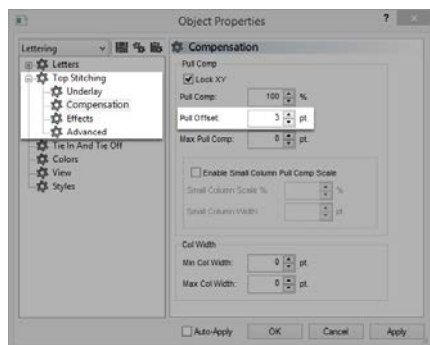 Object Properties ?
Lettering
Compensation
Letters
Top Stitching
Underlay
Compensation
Effects
Advanced
Tie In And Tie Off
Colors
View
Styles
Pull Comp
Lock XY
Pull Comp: 100 %
Pull Offset: 3 pt.
Max Pull Comp: 0 pt.
Enable Small Column Pull Comp Scale
Small Column Scale % %
Small Column Width pt
Col Width
Min Col Width: 0 pt.
Max Col Width: 0 pt.
Auto-Apply OK Cancel Apply